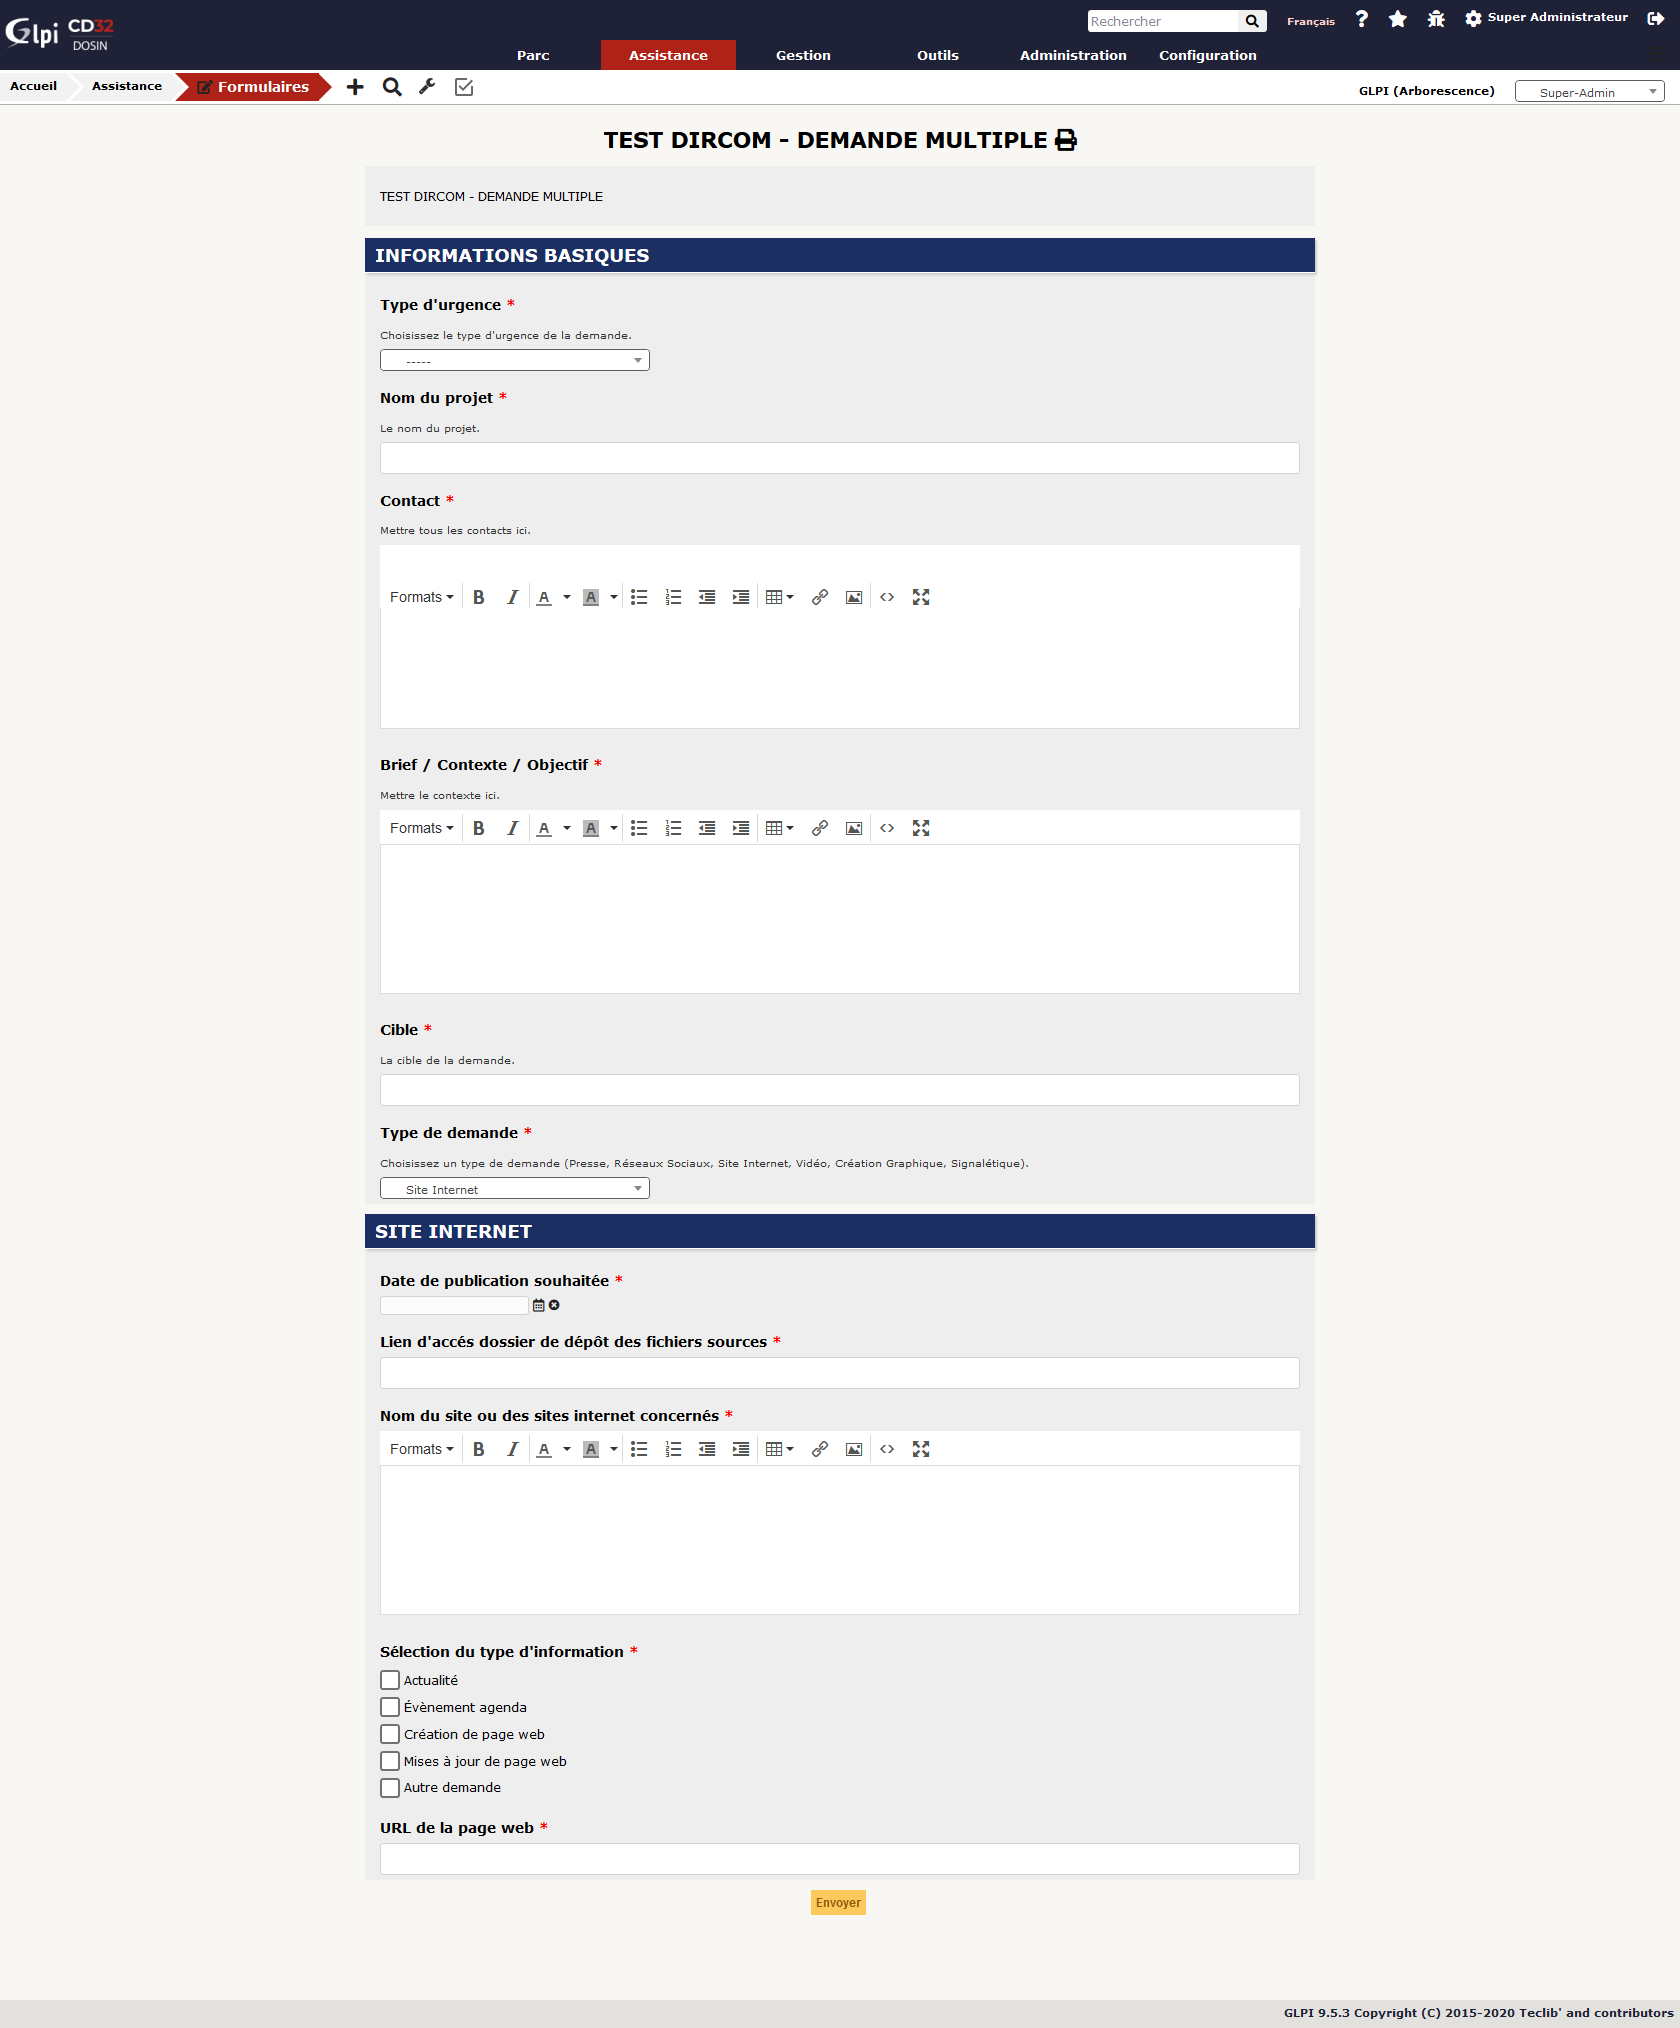 Glpi CD32
DOSIN
Rechercher
Français
Super Administrateur
Parc
Assistance
Gestion
Outils
Administration
Configuration
Accueil
Assistance
Formulaires
GLPI (Arborescence)
Super-Admin
TEST DIRCOM - DEMANDE MULTIPLE
TEST DIRCOM - DEMANDE MULTIPLE
INFORMATIONS BASIQUES
Type d'urgence *
Choisissez le type d'urgence de la demande.
-----
Nom du projet *
Le nom du projet.
Contact *
Mettre tous les contacts ici.
Formats B I A A
Brief / Contexte / Objectif *
Mettre le contexte ici.
Formats B I A A
Cible *
La cible de la demande.
Type de demande *
Choisissez un type de demande (Presse, Réseaux Sociaux, Site Internet, Vidéo, Création Graphique, Signalétique).
Site Internet
SITE INTERNET
Date de publication souhaitée *
Lien d'accés dossier de dépôt des fichiers sources *
Nom du site ou des sites internet concernés *
Formats B I A A
Sélection du type d'information *
Actualité
Évènement agenda
Création de page web
Mises à jour de page web
Autre demande
URL de la page web *
Envoyer
GLPI 9.5.3 Copyright (C) 2015-2020 Teclib' and contributors